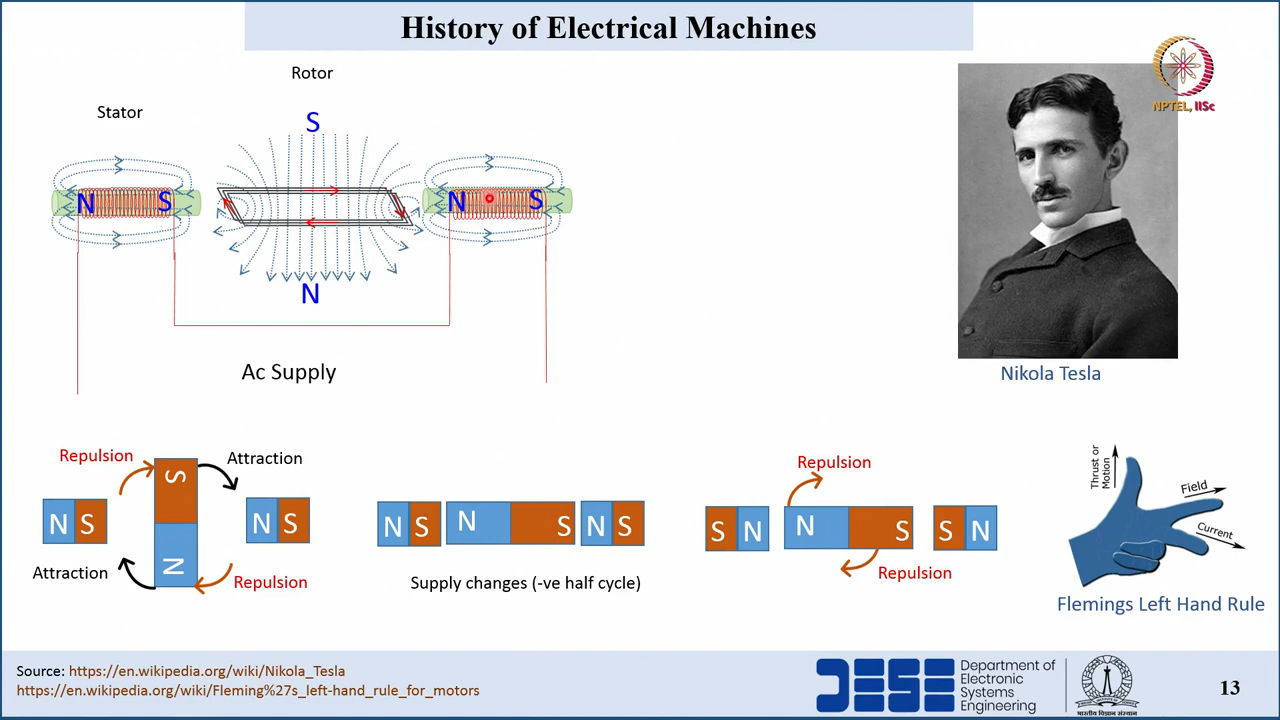 History of Electrical Machines
NPTEL, IISc
Rotor
Stator
S
N S
N S
N
Ac Supply
Nikola Tesla
Repulsion
Attraction
S
N S
N S
N
Attraction
Repulsion
N S
N S
N S
Supply changes (-ve half cycle)
Repulsion
S N
N S
S N
Repulsion
Thrust or
Motion
Field
Current
Flemings Left Hand Rule
Source: https://en.wikipedia.org/wiki/Nikola_Tesla
https://en.wikipedia.org/wiki/Fleming%27s_left-hand_rule_for_motors
DESE
Department of
Electronic
Systems
Engineering
भारतीय विज्ञान संस्थान
13